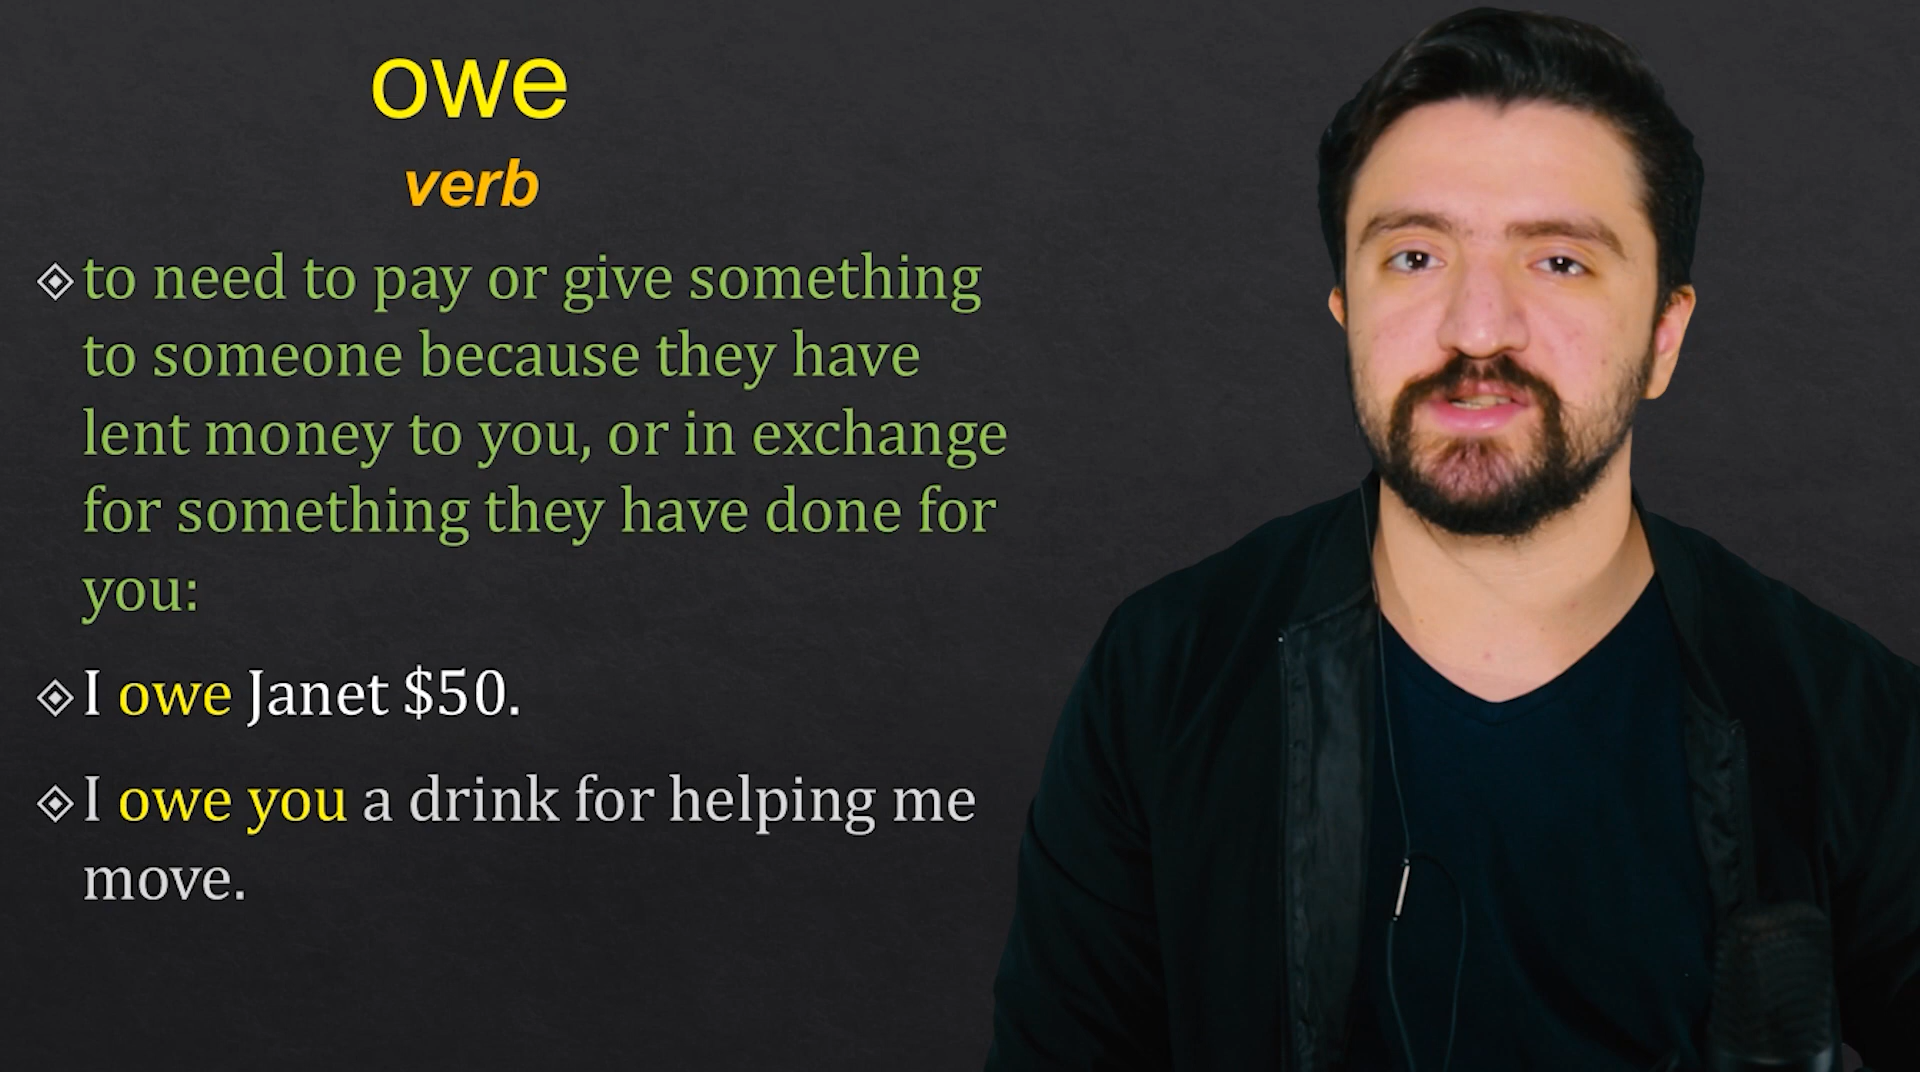 owe
verb
to need to pay or give something
to someone because they have
lent money to you, or in exchange
for something they have done for
you:
I owe Janet $50.
I owe you a drink for helping me
move.